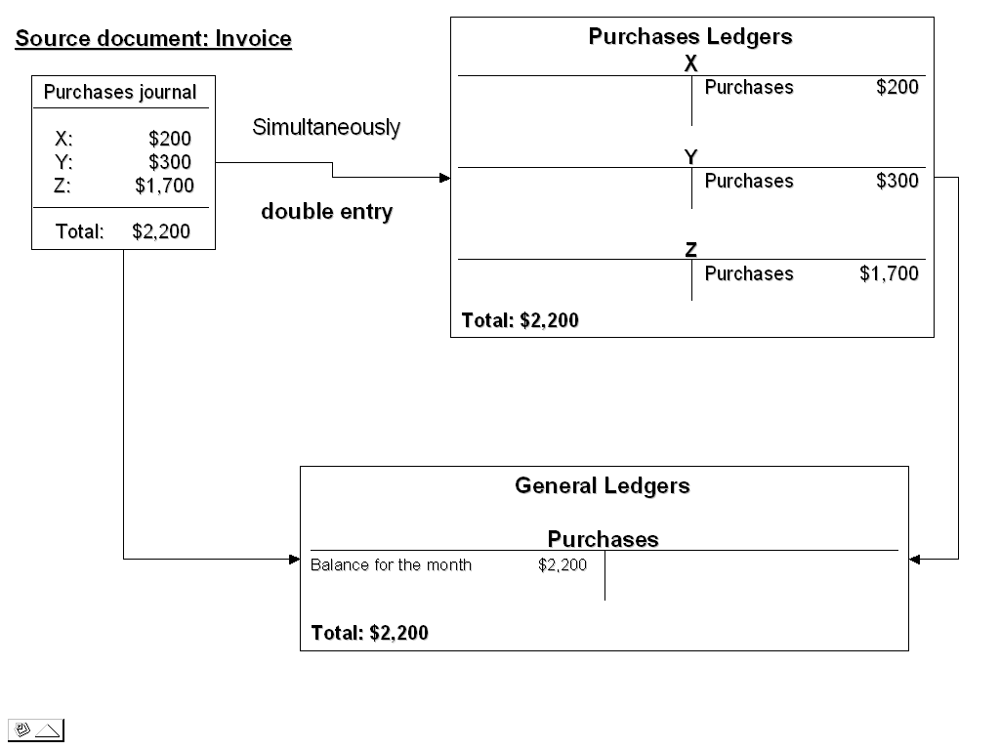 Source document: Invoice
Purchases journal
X: $200
Y: $300
Z: $1,700
Total: $2,200
Simultaneously
double entry
Purchases Ledgers
X
Purchases $200
Y
Purchases $300
Z
Purchases $1,700
Total: $2,200
General Ledgers
Purchases
Balance for the month $2,200
Total: $2,200